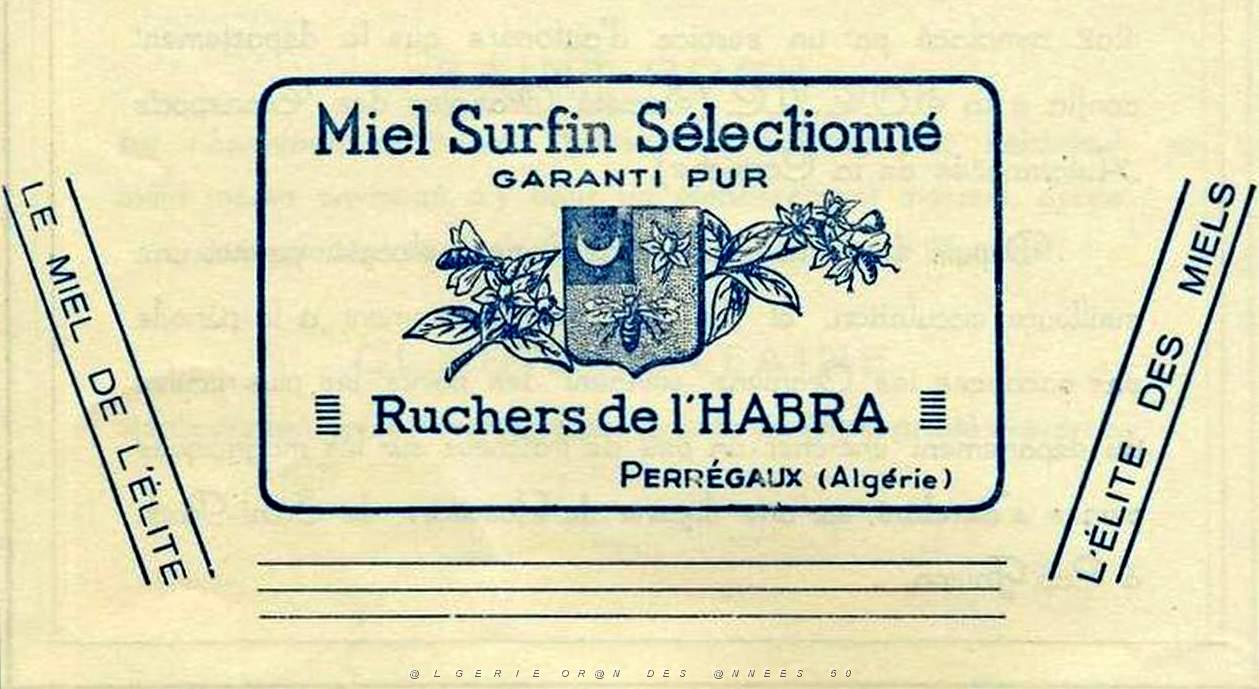 Miel Surfin Sélectionné
GARANTI PUR
LE MIEL DE L'ÉLITE
L'ÉLITE DES MIELS
Ruchers de l'HABRA
PERRÉGAUX (Algérie)
@LGERIE OR@N DES @NNEES 50